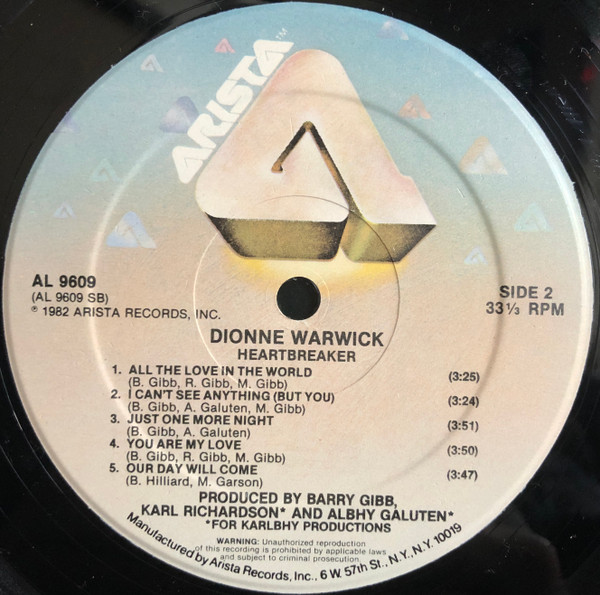 ARISTA™
AL 9609
(AL 9609 SB)
℗ 1982 ARISTA RECORDS, INC.
SIDE 2
33⅓ RPM
DIONNE WARWICK
HEARTBREAKER
1. ALL THE LOVE IN THE WORLD (3:25)
(B. Gibb, R. Gibb, M. Gibb)
2. I CAN'T SEE ANYTHING (BUT YOU) (3:24)
(B. Gibb, A. Galuten, M. Gibb)
3. JUST ONE MORE NIGHT (3:51)
(B. Gibb, A. Galuten)
4. YOU ARE MY LOVE (3:50)
(B. Gibb, R. Gibb, M. Gibb)
5. OUR DAY WILL COME (3:47)
(B. Hilliard, M. Garson)
PRODUCED BY BARRY GIBB,
KARL RICHARDSON* AND ALBHY GALUTEN*
*FOR KARLBHY PRODUCTIONS
WARNING: Unauthorized reproduction
of this recording is prohibited by applicable laws
and subject to criminal prosecution.
Manufactured by Arista Records, Inc., 6 W. 57th St., N.Y., N.Y. 10019